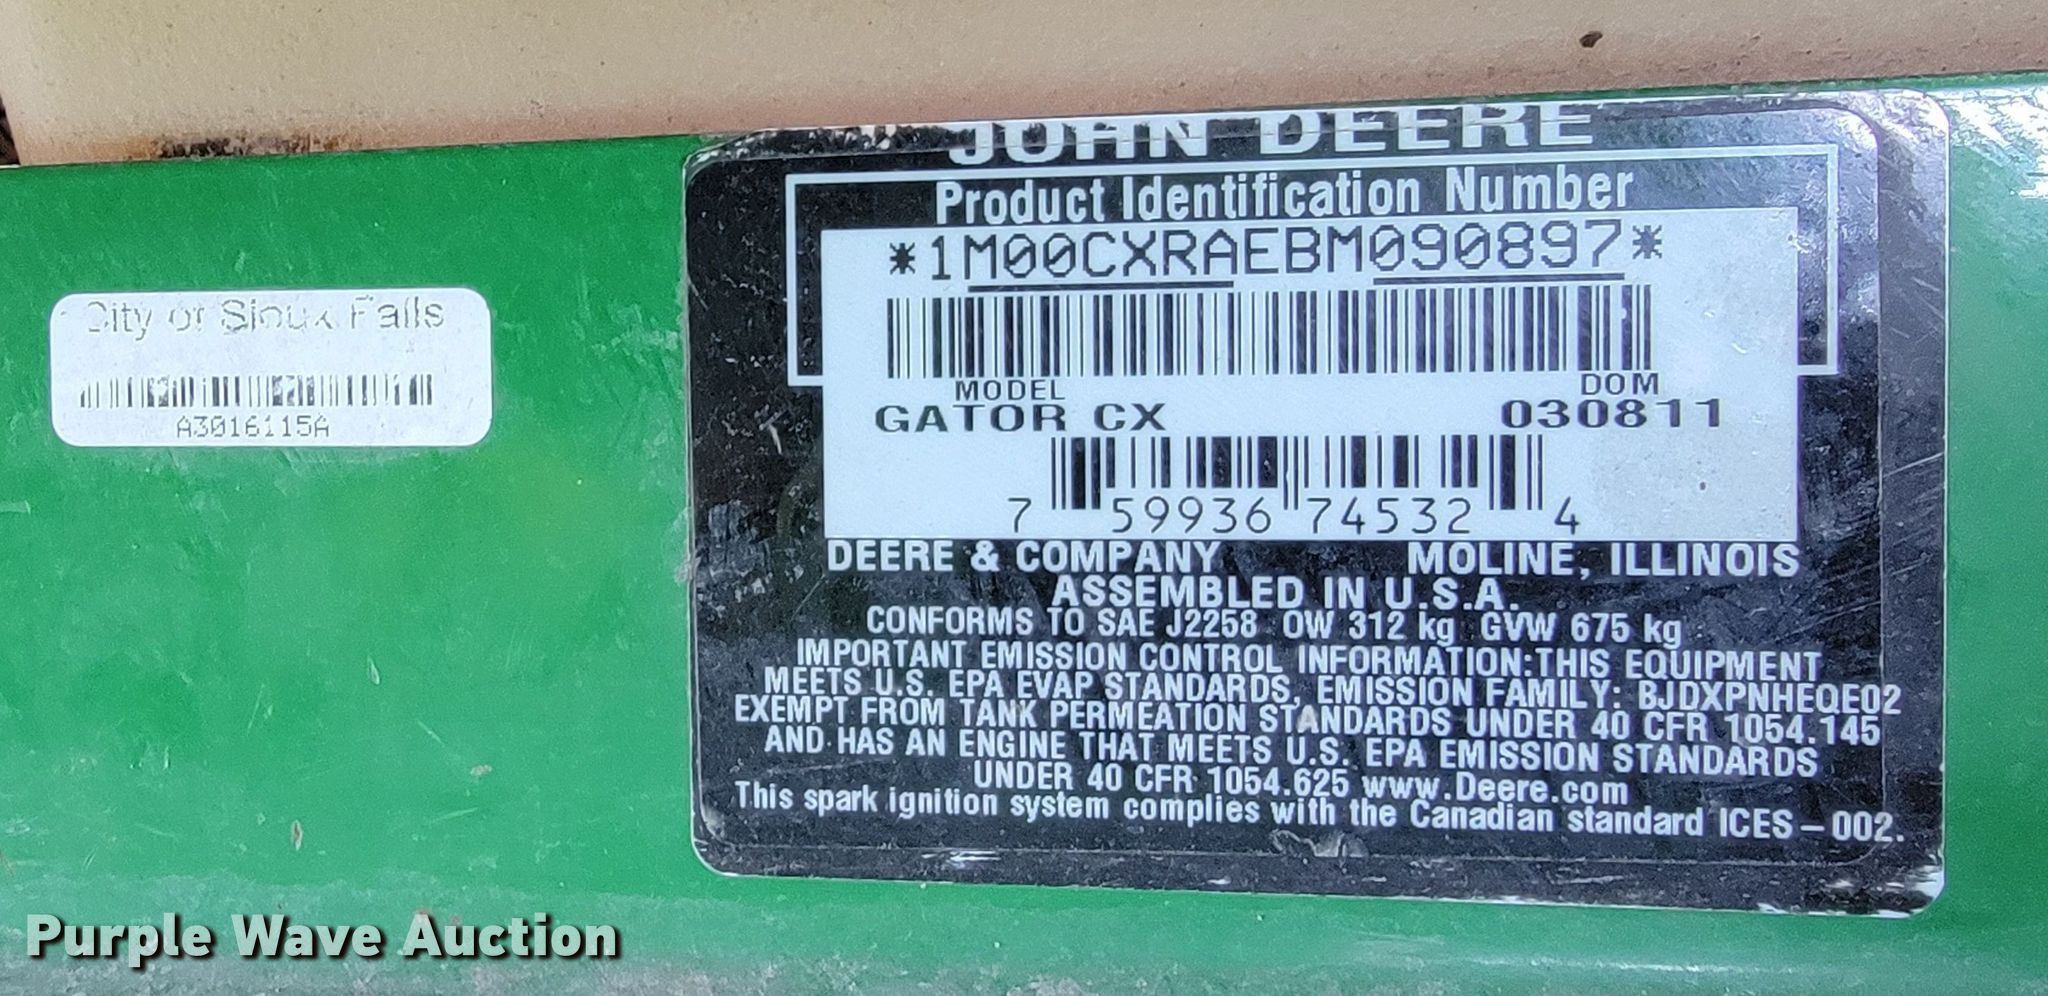 City of Sioux Falls
A3016115A
JOHN DEERE
Product Identification Number
*1M00CXRAEBM090897*
MODEL DOM
GATOR CX 030811
7 59936 74532 4
DEERE & COMPANY MOLINE, ILLINOIS
ASSEMBLED IN U.S.A.
CONFORMS TO SAE J2258 OW 312 kg GVW 675 kg
IMPORTANT EMISSION CONTROL INFORMATION:THIS EQUIPMENT
MEETS U.S. EPA EVAP STANDARDS, EMISSION FAMILY: BJDXPNHEQE02
EXEMPT FROM TANK PERMEATION STANDARDS UNDER 40 CFR 1054.145
AND HAS AN ENGINE THAT MEETS U.S. EPA EMISSION STANDARDS
UNDER 40 CFR 1054.625 www.Deere.com
This spark ignition system complies with the Canadian standard ICES-002.
Purple Wave Auction